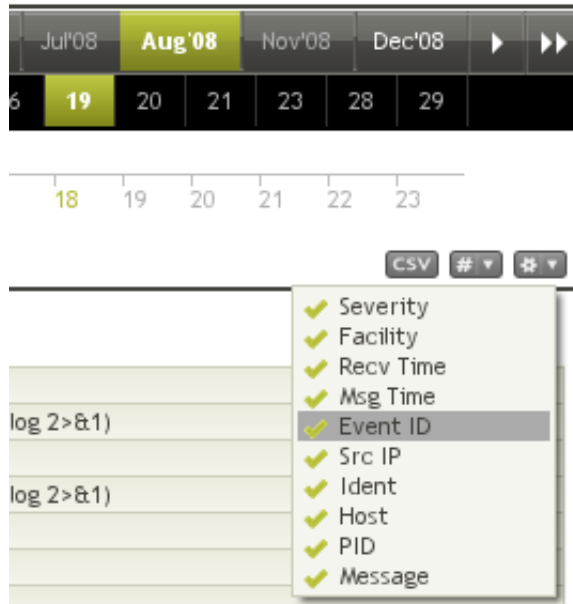 Jul'08 Aug'08 Nov'08 Dec'08
6 19 20 21 23 28 29
18 19 20 21 22 23
CSV #
Severity
Facility
Recv Time
Msg Time
log 2>&1) Event ID
Src IP
Ident
log 2>&1) Host
PID
Message